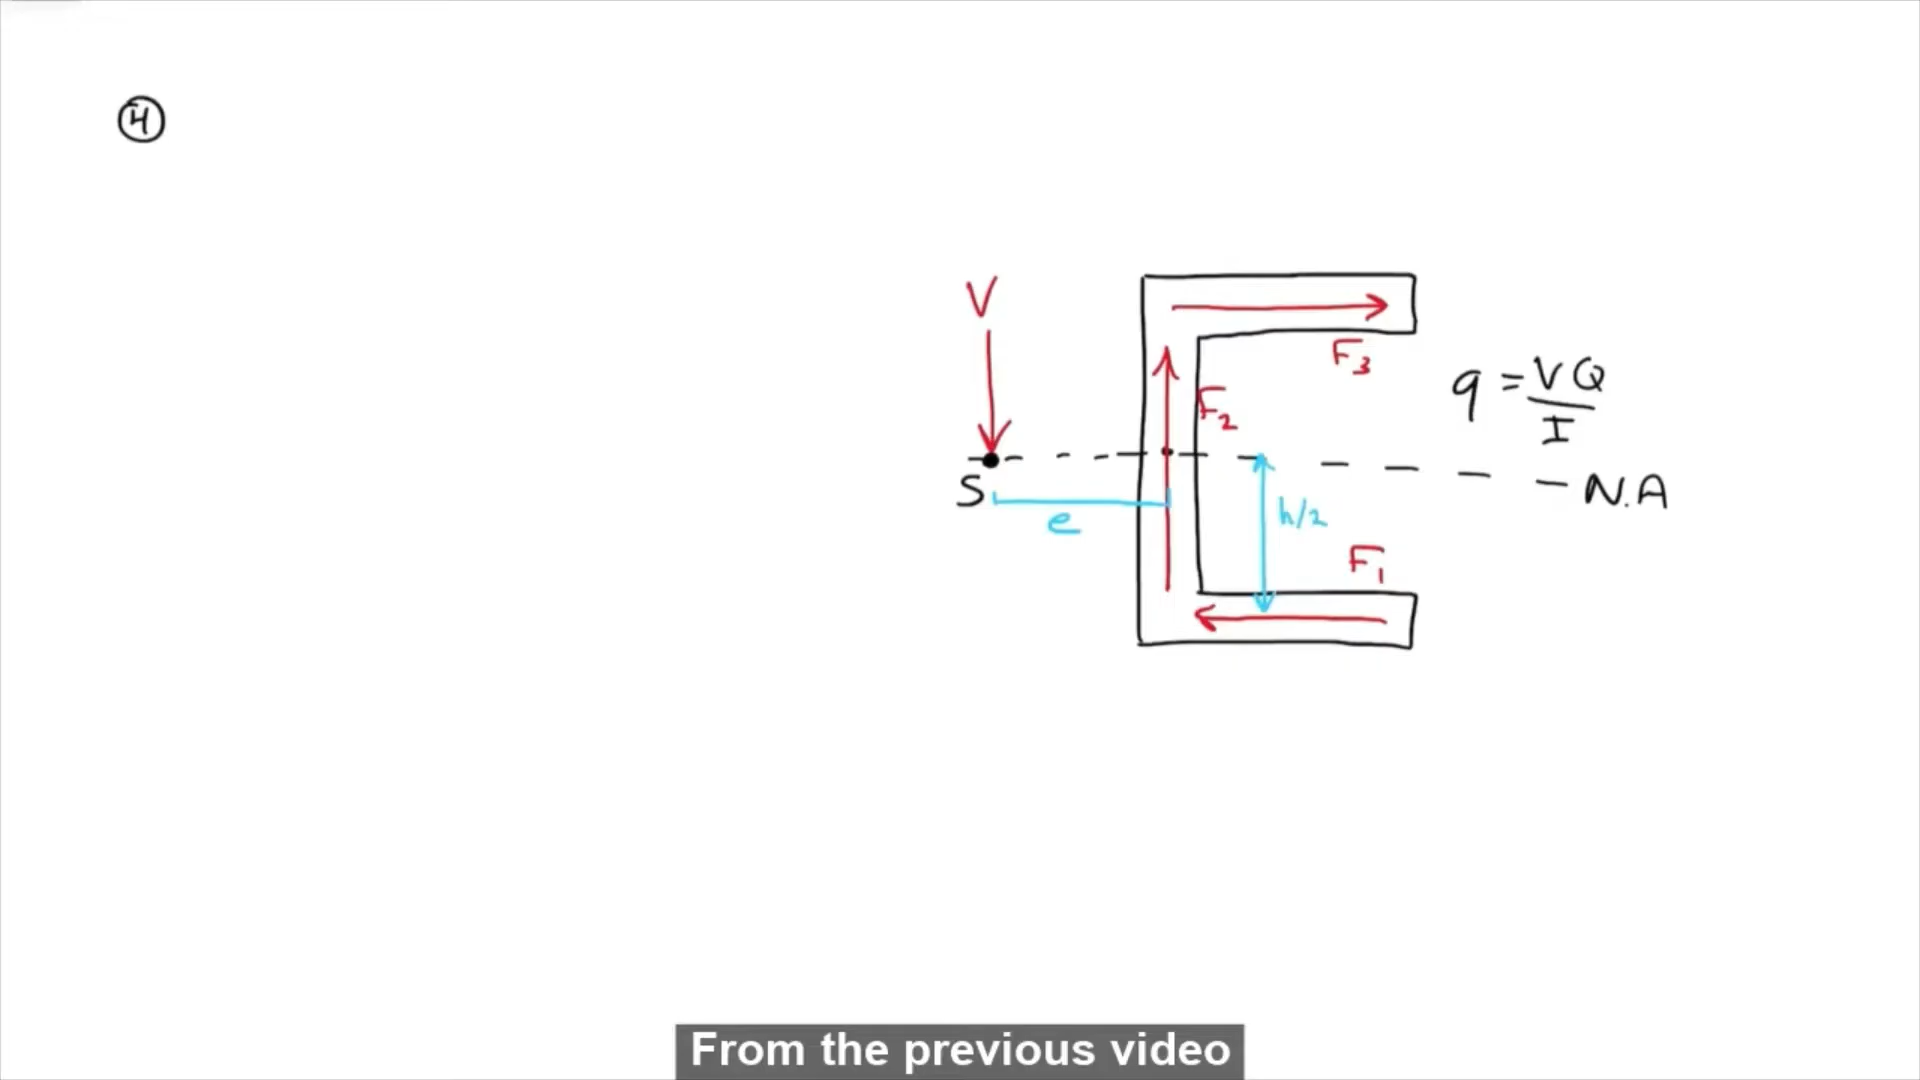 ④
V
F₃
q = VQ/I
F₂
S
N.A
e
h/2
F₁
From the previous video